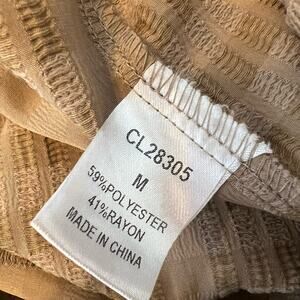 CL28305
M
59%POLYESTER
41%RAYON
MADE IN CHINA